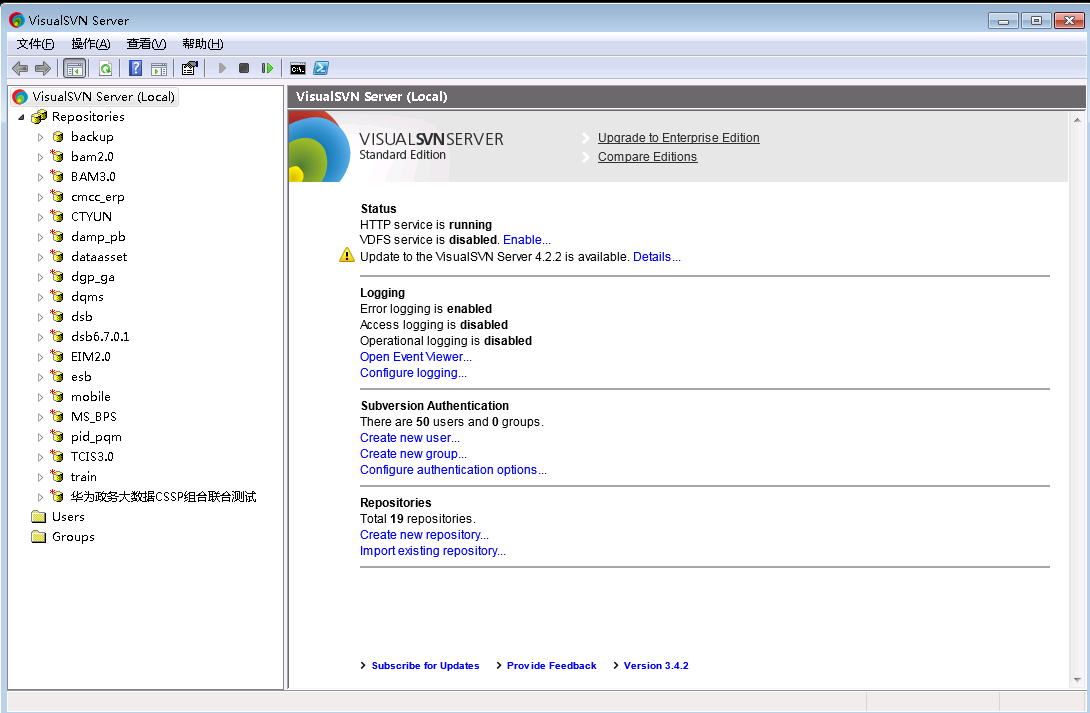 VisualSVN Server
文件(F) 操作(A) 查看(V) 帮助(H)
VisualSVN Server (Local)
Repositories
backup
bam2.0
BAM3.0
cmcc_erp
CTYUN
damp_pb
dataasset
dgp_ga
dqms
dsb
dsb6.7.0.1
EIM2.0
esb
mobile
MS_BPS
pid_pqm
TCIS3.0
train
华为政务大数据CSSP组合联合测试
Users
Groups
VisualSVN Server (Local)
VISUALSVNSERVER
Standard Edition
Upgrade to Enterprise Edition
Compare Editions
Status
HTTP service is running
VDFS service is disabled. Enable...
Update to the VisualSVN Server 4.2.2 is available. Details...
Logging
Error logging is enabled
Access logging is disabled
Operational logging is disabled
Open Event Viewer...
Configure logging...
Subversion Authentication
There are 50 users and 0 groups.
Create new user...
Create new group...
Configure authentication options...
Repositories
Total 19 repositories.
Create new repository...
Import existing repository...
Subscribe for Updates Provide Feedback Version 3.4.2